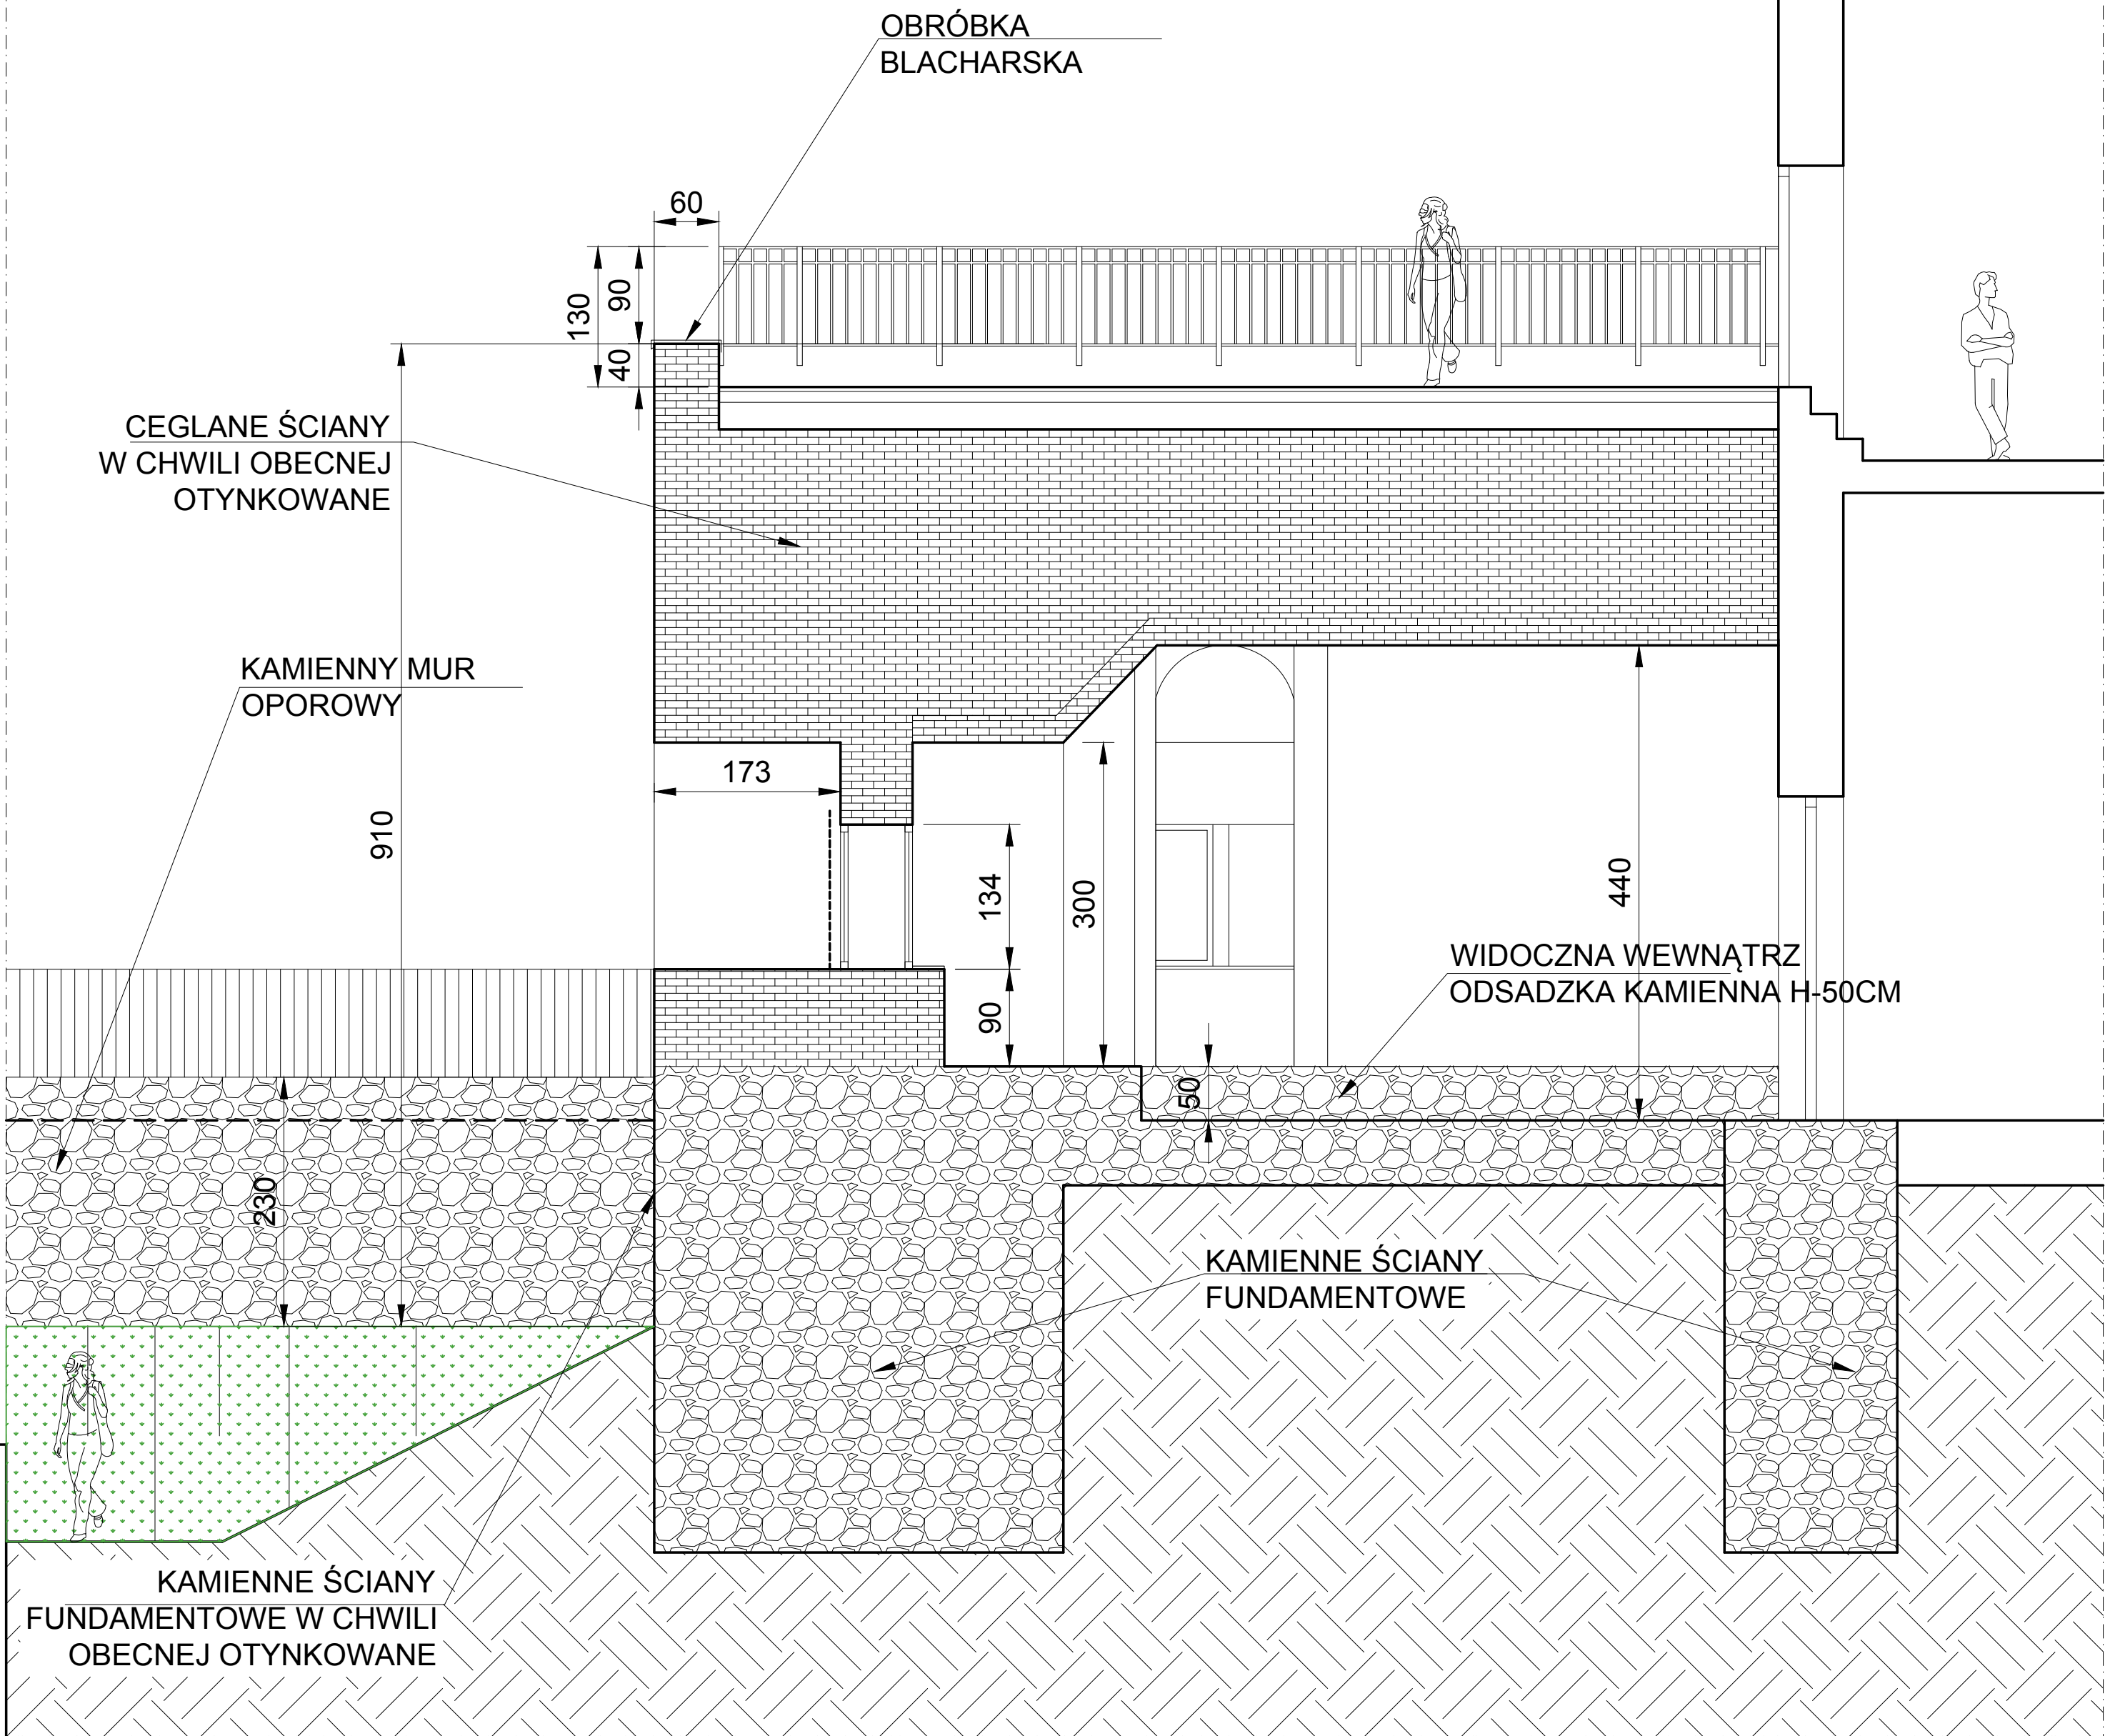 OBRÓBKA
BLACHARSKA
60
130
90
40
CEGLANE ŚCIANY
W CHWILI OBECNEJ
OTYNKOWANE
KAMIENNY MUR
OPOROWY
173
910
134
300
440
WIDOCZNA WEWNĄTRZ
ODSADZKA KAMIENNA H-50CM
90
50
230
KAMIENNE ŚCIANY
FUNDAMENTOWE
KAMIENNE ŚCIANY
FUNDAMENTOWE W CHWILI
OBECNEJ OTYNKOWANE